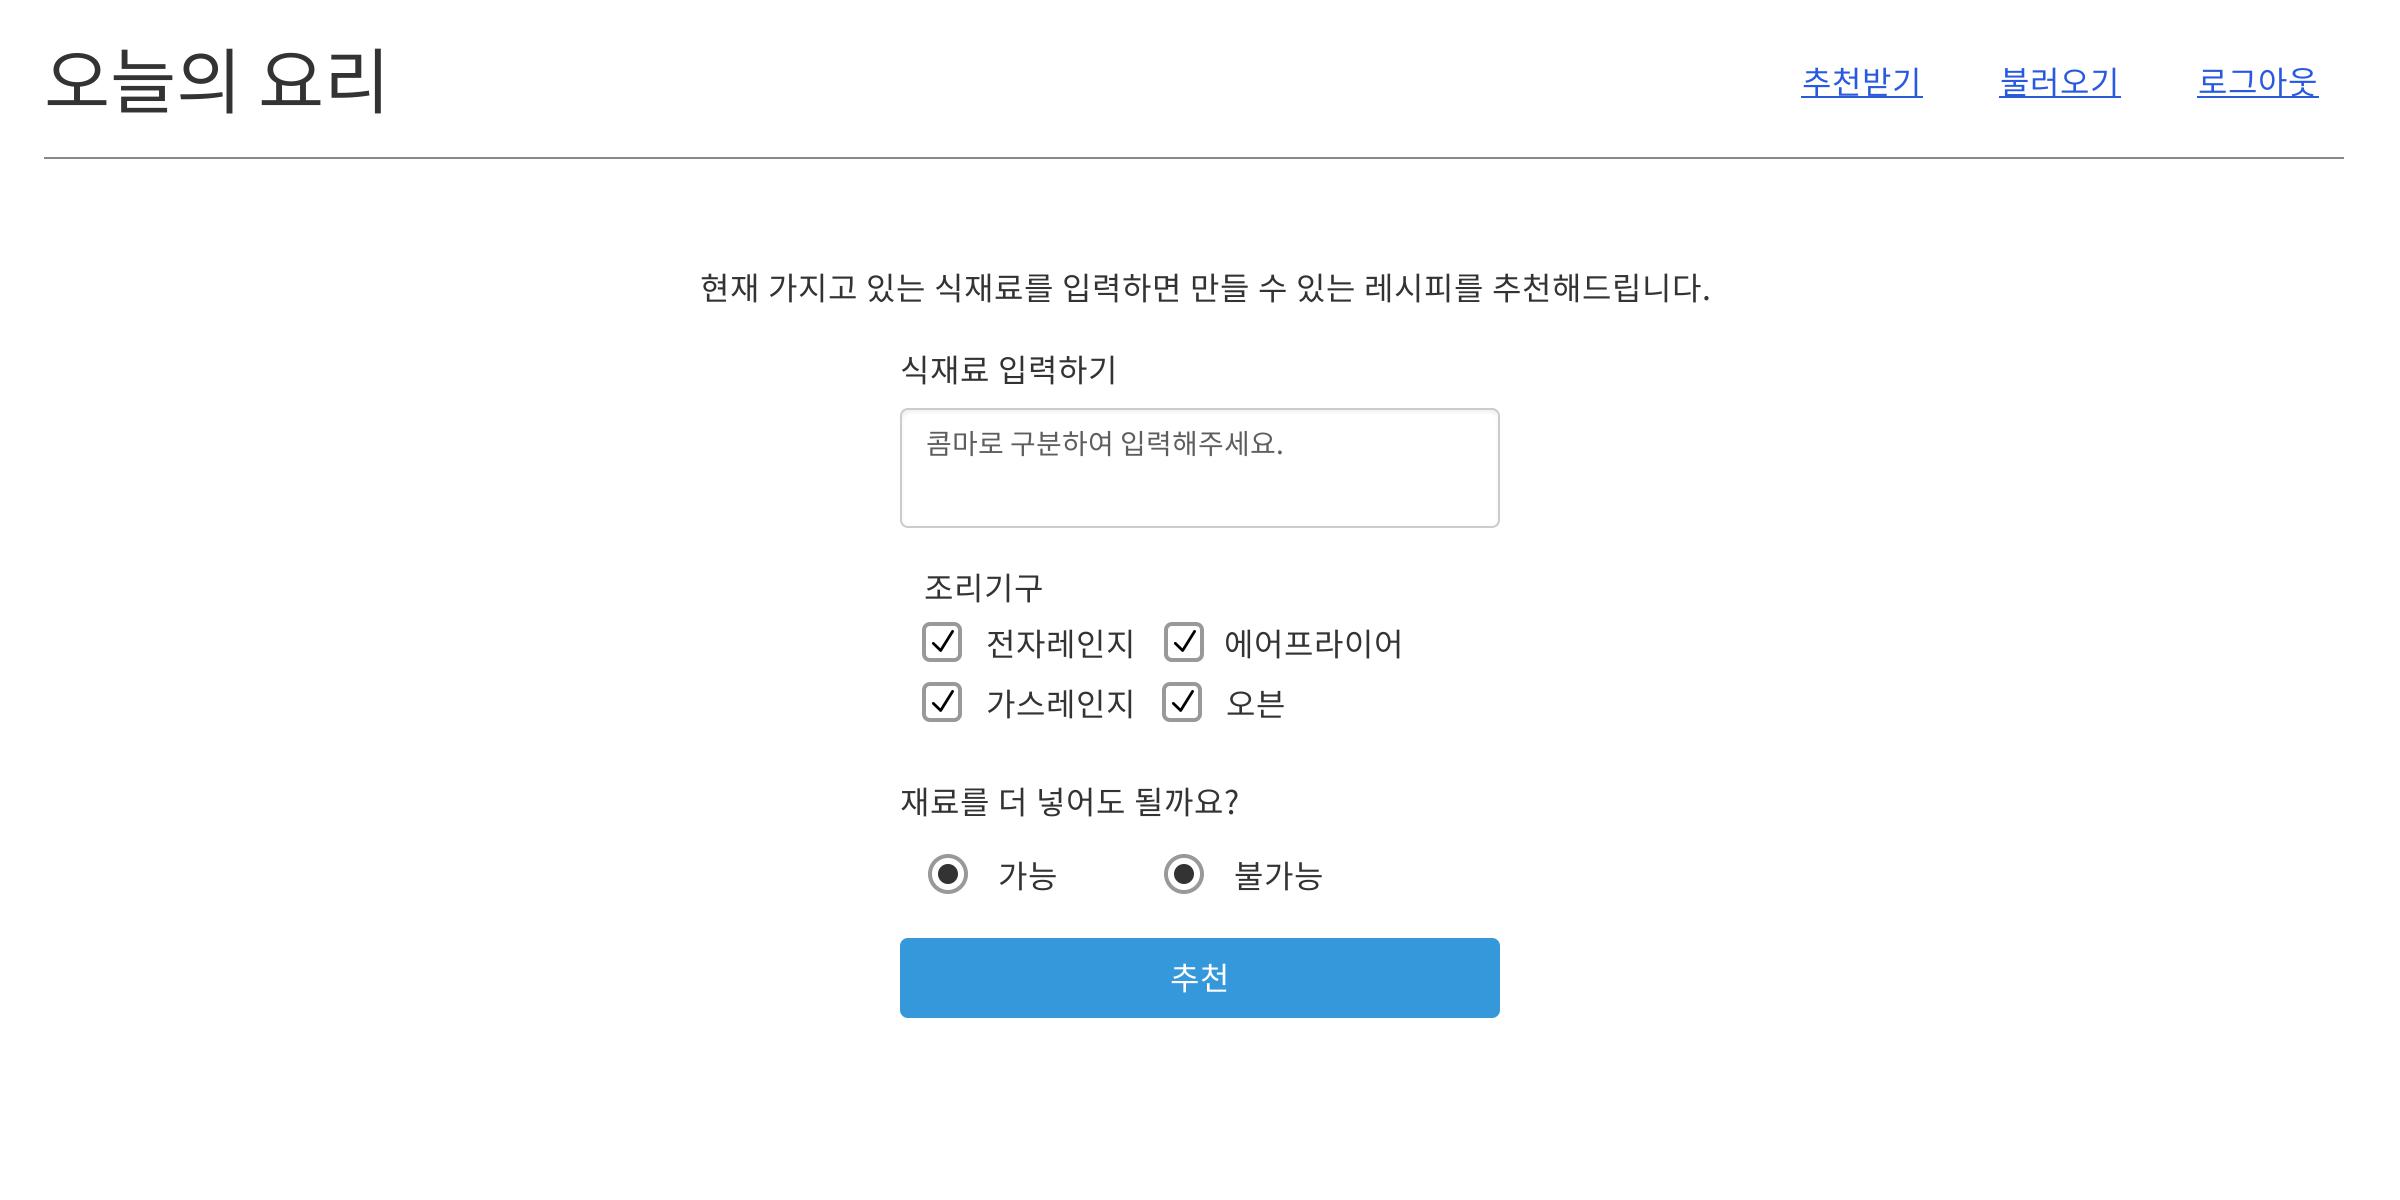 오늘의 요리
추천받기 불러오기 로그아웃
현재 가지고 있는 식재료를 입력하면 만들 수 있는 레시피를 추천해드립니다.
식재료 입력하기
콤마로 구분하여 입력해주세요.
조리기구
전자레인지 에어프라이어
가스레인지 오븐
재료를 더 넣어도 될까요?
가능 불가능
추천